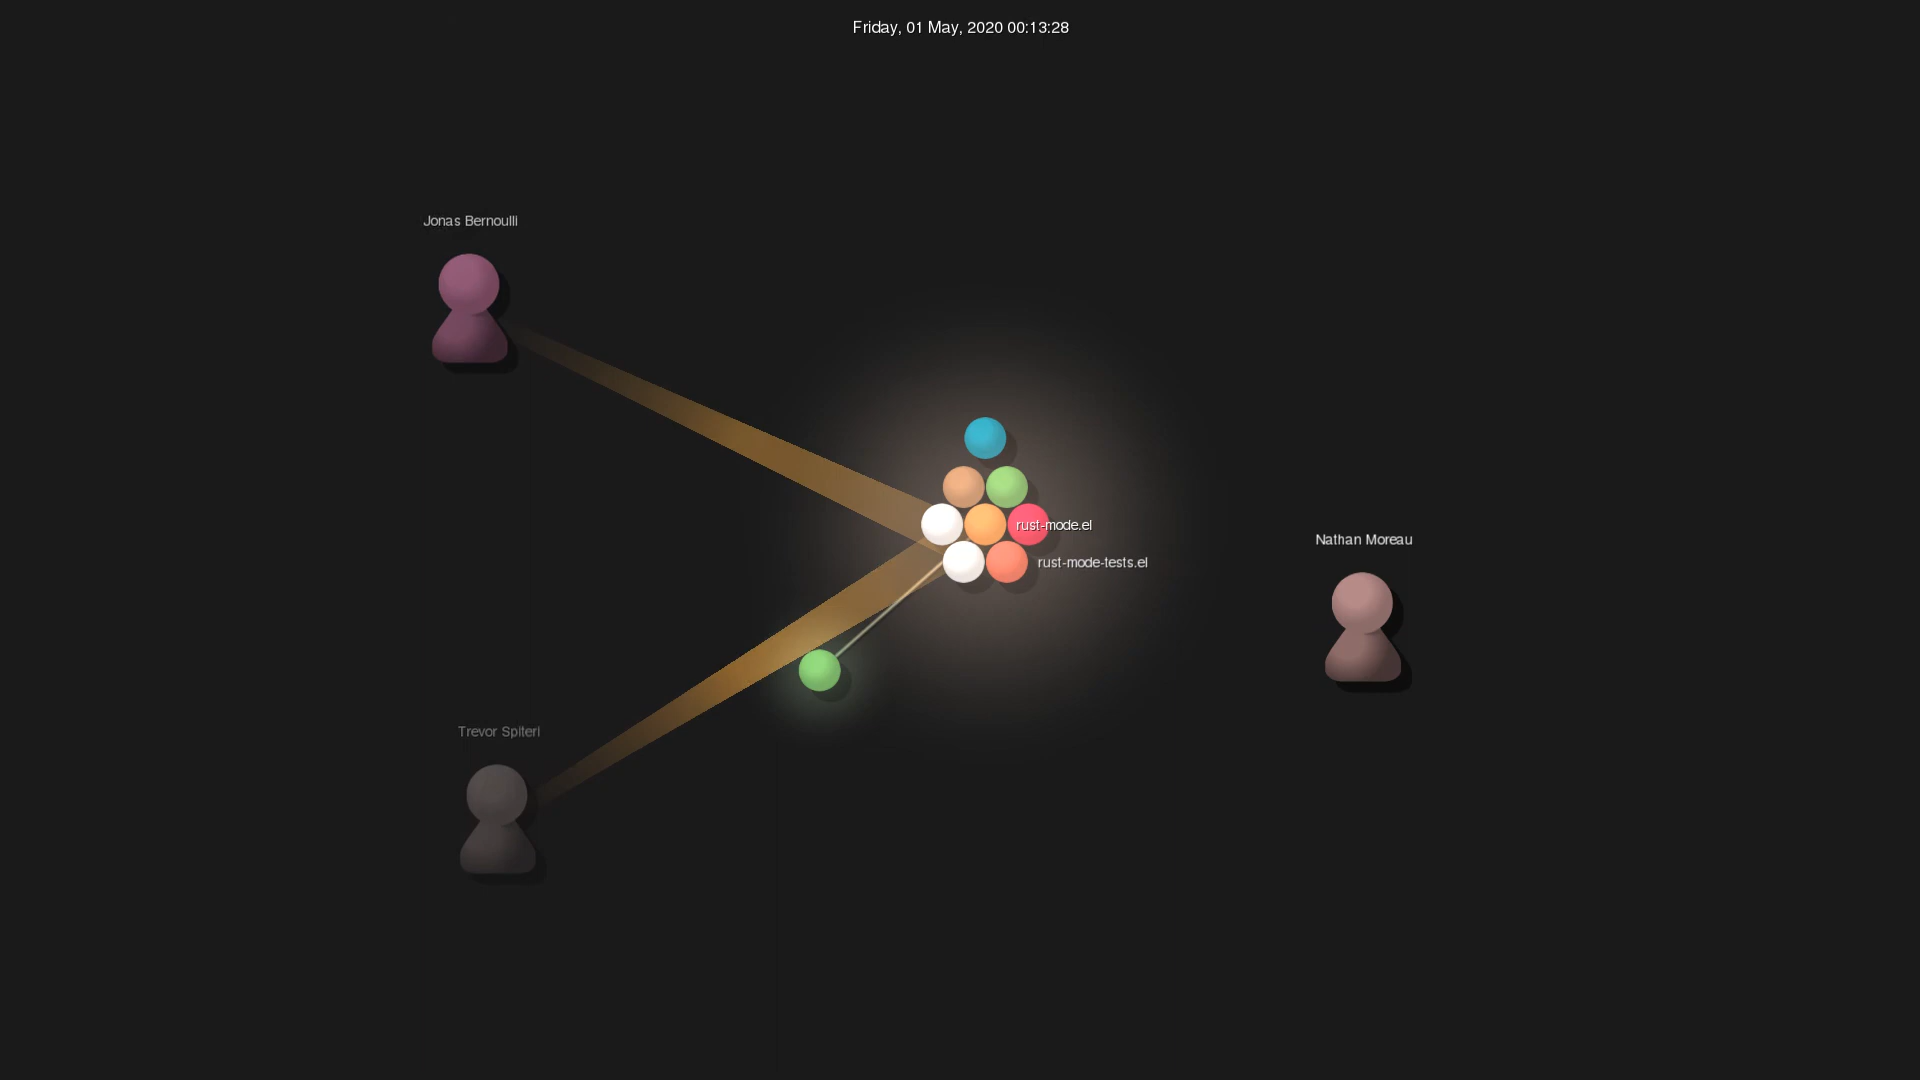 Friday, 01 May, 2020 00:13:28
Jonas Bernoulli
rust-mode.el
Nathan Moreau
rust-mode-tests.el
Trevor Spiteri